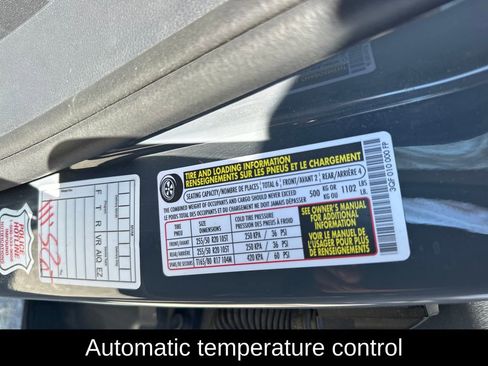 TIRE AND LOADING INFORMATION
RENSEIGNEMENTS SUR LES PNEUS ET LE CHARGEMENT
SEATING CAPACITY/NOMBRE DE PLACES TOTAL 6 FRONT/AVANT 2 REAR/ARRIÈRE 4
THE COMBINED WEIGHT OF OCCUPANTS AND CARGO SHOULD NEVER EXCEED 500 KG OR 1102 LBS
LE POIDS TOTAL DES OCCUPANTS ET DU CHARGEMENT NE DOIT JAMAIS DÉPASSER KG OU LB.
TIRE COLD TIRE PRESSURE
PNEU PRESSION DES PNEUS À FROID
FRONT/AVANT 255/50 R20 105T 250 KPA / 36 PSI
REAR/ARRIÈRE 255/50 R20 105T 250 KPA / 36 PSI
SPARE/DE SECOURS T165/80 R17 104M 420 KPA / 60 PSI
SEE OWNER'S MANUAL
FOR ADDITIONAL
INFORMATION
VOIR LE MANUEL DE
L'USAGER POUR PLUS
DE RENSEIGNEMENTS
3QF 010 000 FP
Automatic temperature control